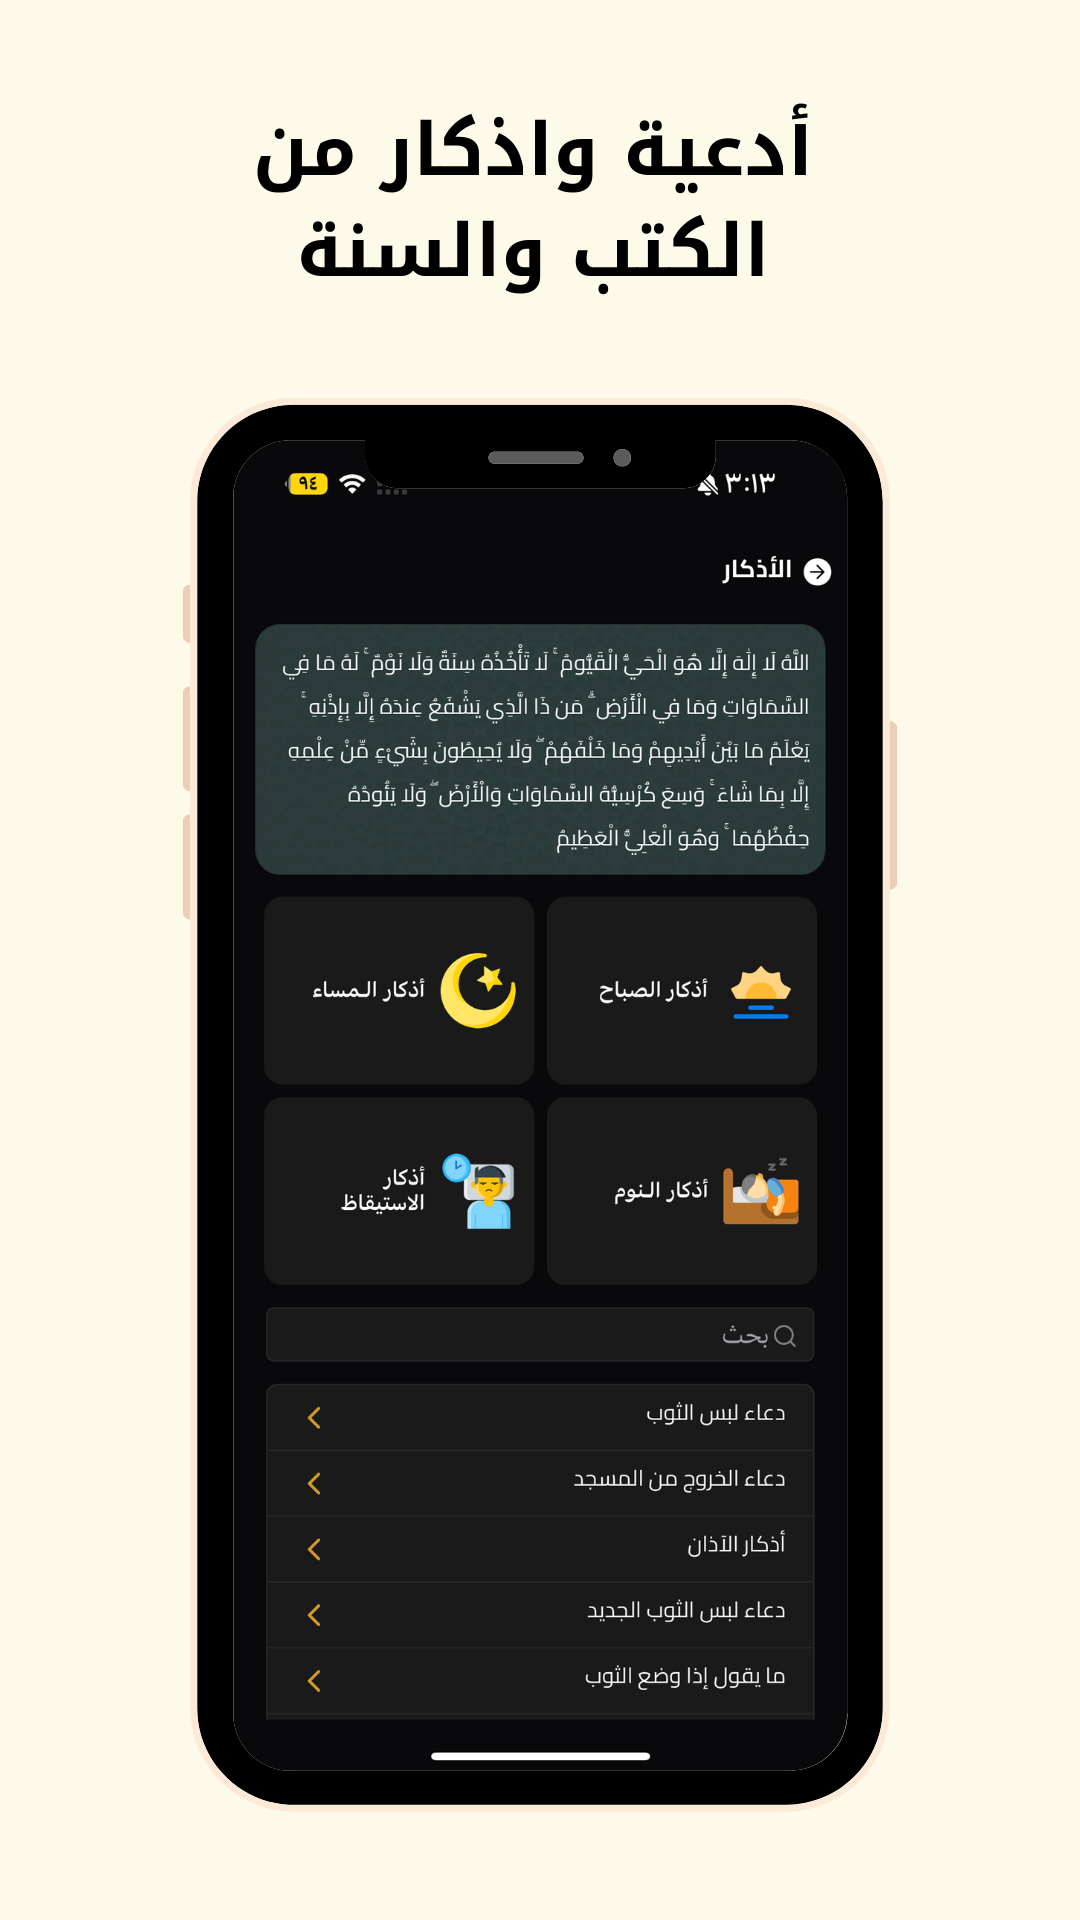 أدعية واذكار من
الكتب والسنة
٣:١٣
٩٤
الأذكار
اللَّهُ لَا إِلَٰهَ إِلَّا هُوَ الْحَيُّ الْقَيُّومُ ۚ لَا تَأْخُذُهُ سِنَةٌ وَلَا نَوْمٌ ۚ لَهُ مَا فِي
السَّمَاوَاتِ وَمَا فِي الْأَرْضِ ۗ مَن ذَا الَّذِي يَشْفَعُ عِندَهُ إِلَّا بِإِذْنِهِ ۚ
يَعْلَمُ مَا بَيْنَ أَيْدِيهِمْ وَمَا خَلْفَهُمْ ۖ وَلَا يُحِيطُونَ بِشَيْءٍ مِّنْ عِلْمِهِ
إِلَّا بِمَا شَاءَ ۚ وَسِعَ كُرْسِيُّهُ السَّمَاوَاتِ وَالْأَرْضَ ۖ وَلَا يَئُودُهُ
حِفْظُهُمَا ۚ وَهُوَ الْعَلِيُّ الْعَظِيمُ
أذكار الصباح
أذكار المساء
أذكار النوم
أذكار
الاستيقاظ
بحث
دعاء لبس الثوب
دعاء الخروج من المسجد
أذكار الآذان
دعاء لبس الثوب الجديد
ما يقول إذا وضع الثوب